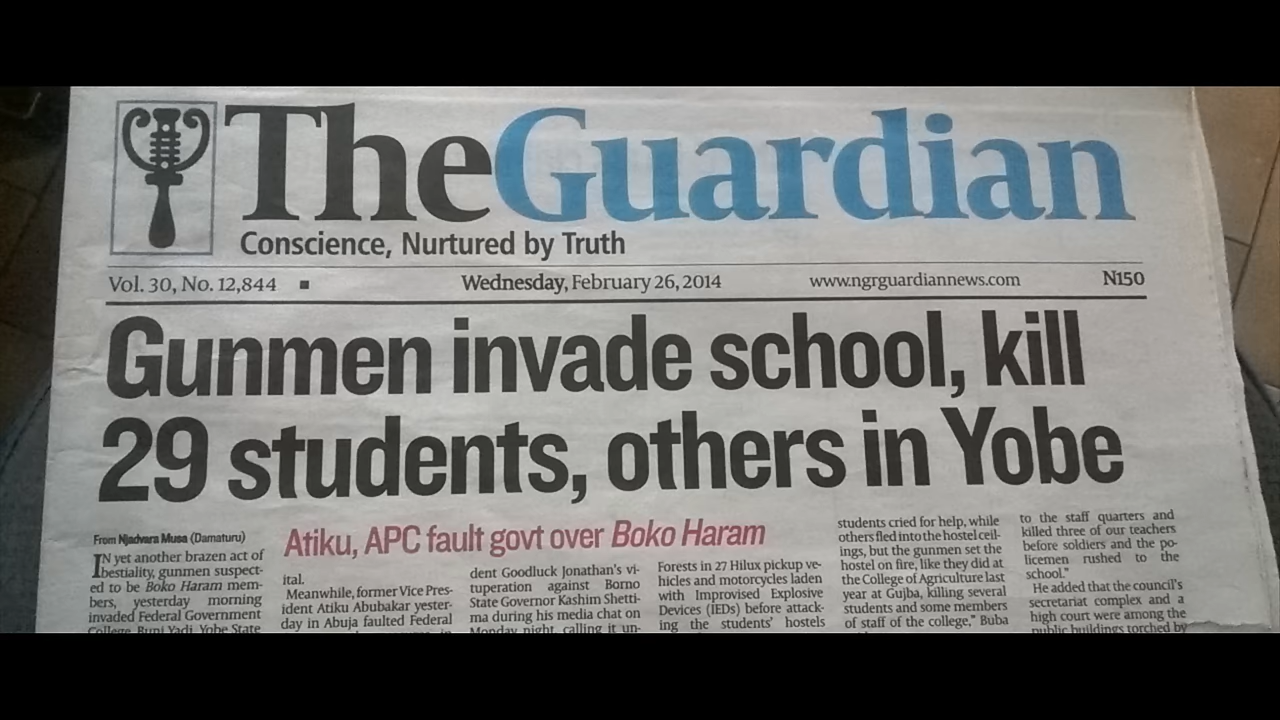 TheGuardian
Conscience, Nurtured by Truth
Vol. 30, No. 12,844
Wednesday, February 26, 2014
www.ngrguardiannews.com
N150
Gunmen invade school, kill
29 students, others in Yobe
Atiku, APC fault govt over Boko Haram
From Njadvara Musa (Damaturu)
IN yet another brazen act of
bestiality, gunmen suspect-
ed to be Boko Haram mem-
bers, yesterday morning
invaded Federal Government
College, Buni Yadi, Yobe State
ital.
Meanwhile, former Vice Pres-
ident Atiku Abubakar yester-
day in Abuja faulted Federal
dent Goodluck Jonathan's vi-
tuperation against Borno
State Governor Kashim Shetti-
ma during his media chat on
Monday night, calling it un-
Forests in 27 Hilux pickup ve-
hicles and motorcycles laden
with Improvised Explosive
Devices (IEDs) before attack-
ing the students' hostels
students cried for help, while
others fled into the hostel ceil-
ings, but the gunmen set the
hostel on fire, like they did at
the College of Agriculture last
year at Gujba, killing several
students and some members
of staff of the college," Buba
to the staff quarters and
killed three of our teachers
before soldiers and the po-
licemen rushed to the
school."
He added that the council's
secretariat complex and a
high court were among the
public buildings torched by